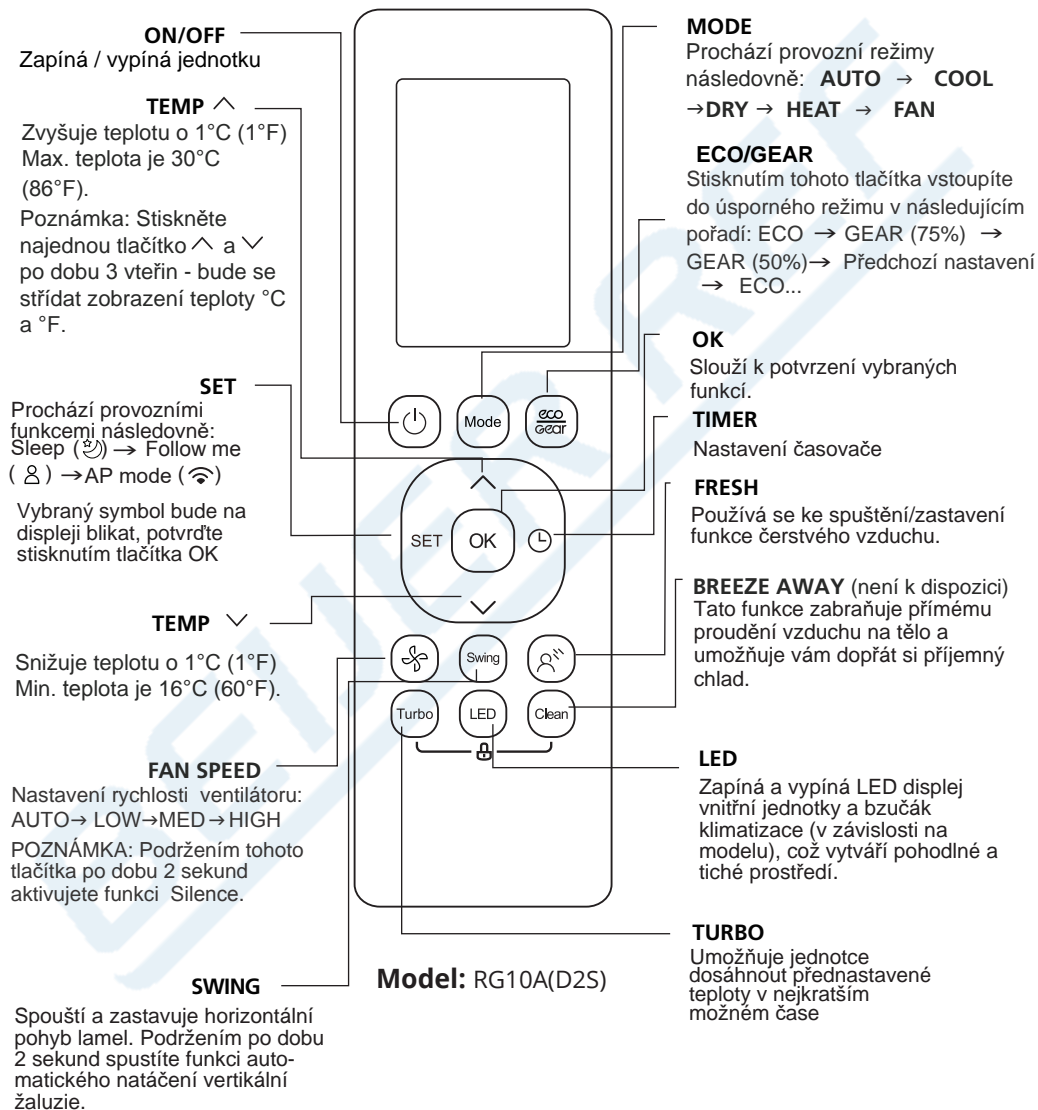 ON/OFF
Zapíná / vypíná jednotku
TEMP ︿
Zvyšuje teplotu o 1°C (1°F)
Max. teplota je 30°C
(86°F).
Poznámka: Stiskněte
najednou tlačítko ︿ a ﹀
po dobu 3 vteřin - bude se
střídat zobrazení teploty °C
a °F.
SET
Prochází provozními
funkcemi následovně:
Sleep ( ) → Follow me
( ) →AP mode ( )
Vybraný symbol bude na
displeji blikat, potvrďte
stisknutím tlačítka OK
TEMP ﹀
Snižuje teplotu o 1°C (1°F)
Min. teplota je 16°C (60°F).
FAN SPEED
Nastavení rychlosti ventilátoru:
AUTO→ LOW→MED→HIGH
POZNÁMKA: Podržením tohoto
tlačítka po dobu 2 sekund
aktivujete funkci Silence.
SWING
Spouští a zastavuje horizontální
pohyb lamel. Podržením po dobu
2 sekund spustíte funkci auto-
matického natáčení vertikální
žaluzie.
Mode
eco
Gear
SET
OK
Swing
Turbo
LED
Clean
Model: RG10A(D2S)
MODE
Prochází provozní režimy
následovně: AUTO → COOL
→DRY → HEAT → FAN
ECO/GEAR
Stisknutím tohoto tlačítka vstoupíte
do úsporného režimu v následujícím
pořadí: ECO → GEAR (75%) →
GEAR (50%)→ Předchozí nastavení
→ ECO...
OK
Slouží k potvrzení vybraných
funkcí.
TIMER
Nastavení časovače
FRESH
Používá se ke spuštění/zastavení
funkce čerstvého vzduchu.
BREEZE AWAY (není k dispozici)
Tato funkce zabraňuje přímému
proudění vzduchu na tělo a
umožňuje vám dopřát si příjemný
chlad.
LED
Zapíná a vypíná LED displej
vnitřní jednotky a bzučák
klimatizace (v závislosti na
modelu), což vytváří pohodlné a
tiché prostředí.
TURBO
Umožňuje jednotce
dosáhnout přednastavené
teploty v nejkratším
možném čase
BEIJER REF